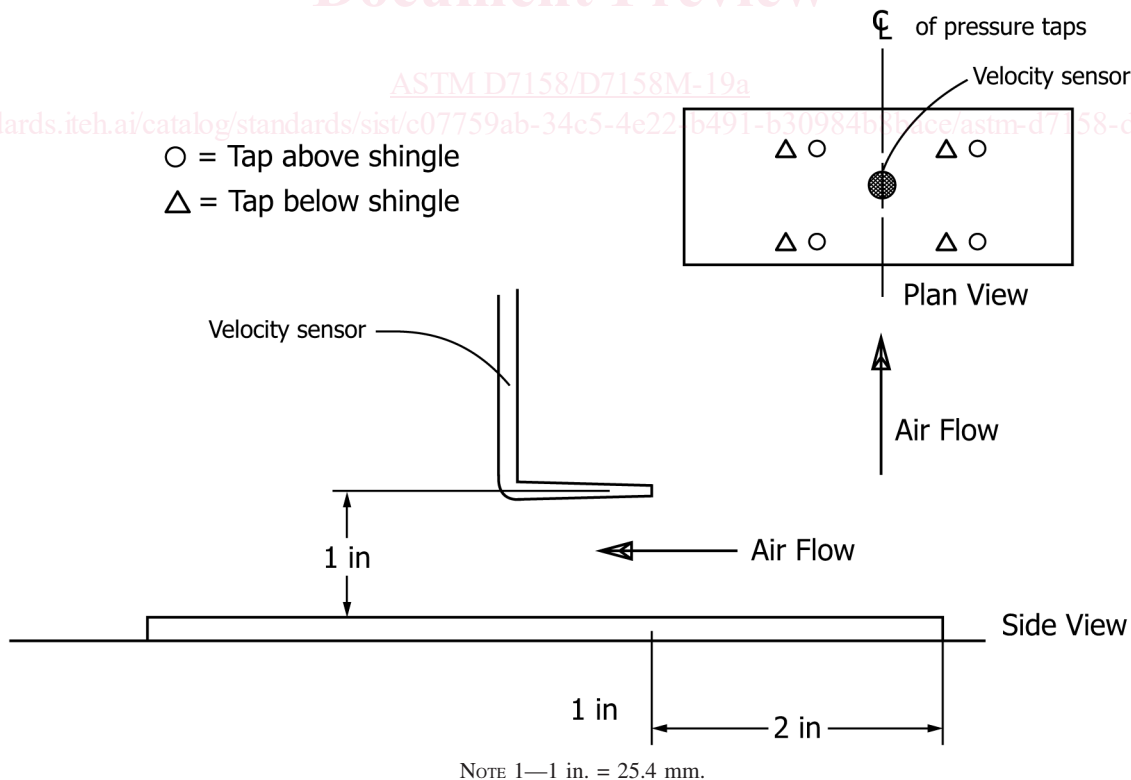 Document Preview
ASTM D7158/D7158M-19a
lards.iteh.ai/catalog/standards/sist/c07759ab-34c5-4e22-b491-b30984b8bace/astm-d7158-d
℄ of pressure taps
Velocity sensor
○ = Tap above shingle
△ = Tap below shingle
Plan View
Velocity sensor
Air Flow
1 in
Air Flow
Side View
1 in
2 in
NOTE 1—1 in. = 25.4 mm.